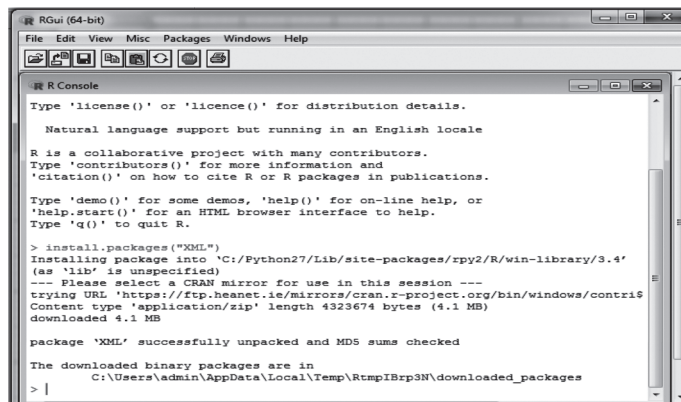 RGui (64-bit)
File Edit View Misc Packages Windows Help
STOP
R Console
Type 'license()' or 'licence()' for distribution details.
Natural language support but running in an English locale
R is a collaborative project with many contributors.
Type 'contributors()' for more information and
'citation()' on how to cite R or R packages in publications.
Type 'demo()' for some demos, 'help()' for on-line help, or
'help.start()' for an HTML browser interface to help.
Type 'q()' to quit R.
> install.packages("XML")
Installing package into ‘C:/Python27/Lib/site-packages/rpy2/R/win-library/3.4’
(as ‘lib’ is unspecified)
--- Please select a CRAN mirror for use in this session ---
trying URL 'https://ftp.heanet.ie/mirrors/cran.r-project.org/bin/windows/contri$
Content type 'application/zip' length 4323674 bytes (4.1 MB)
downloaded 4.1 MB
package ‘XML’ successfully unpacked and MD5 sums checked
The downloaded binary packages are in
C:\Users\admin\AppData\Local\Temp\RtmpIBrp3N\downloaded_packages
> |